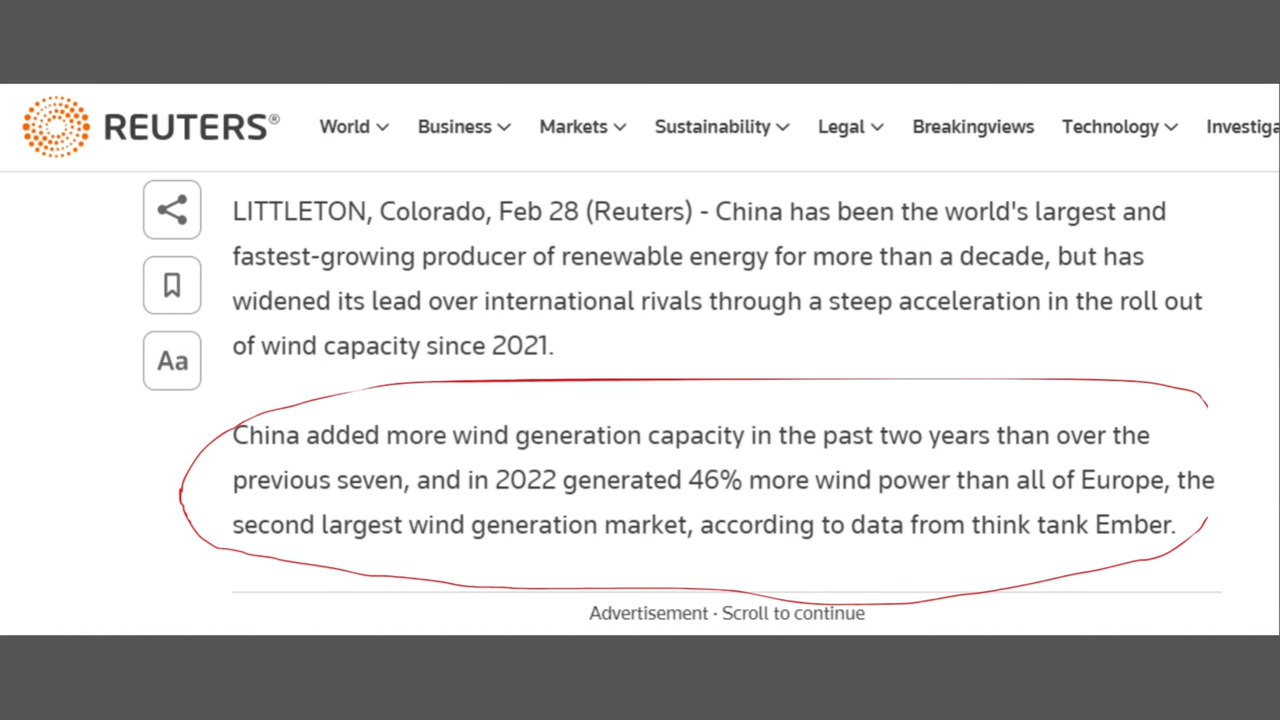 REUTERS®
World Business Markets Sustainability Legal Breakingviews Technology Investiga
LITTLETON, Colorado, Feb 28 (Reuters) - China has been the world's largest and
fastest-growing producer of renewable energy for more than a decade, but has
widened its lead over international rivals through a steep acceleration in the roll out
of wind capacity since 2021.
Aa
China added more wind generation capacity in the past two years than over the
previous seven, and in 2022 generated 46% more wind power than all of Europe, the
second largest wind generation market, according to data from think tank Ember.
Advertisement · Scroll to continue